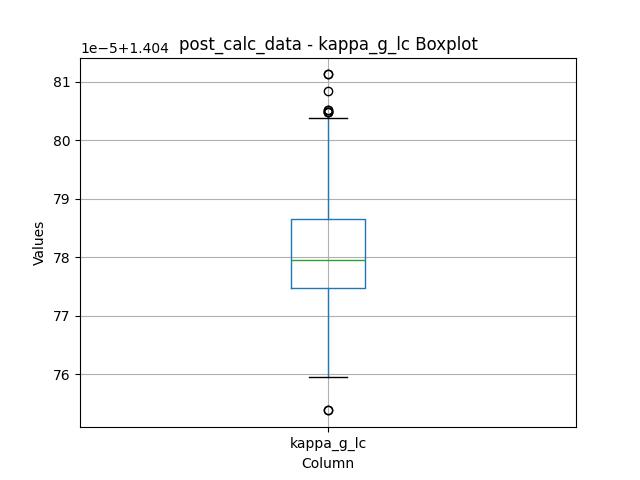 post_calc_data - kappa_g_lc Boxplot
1e−5+1.404
81
80
79
78
77
76
Values
kappa_g_lc
Column